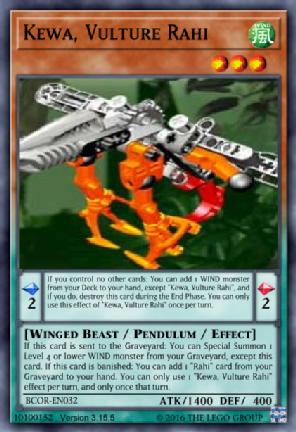 Kewa, Vulture Rahi
WIND
風
If you control no other cards: You can add 1 WIND monster
from your Deck to your hand, except "Kewa, Vulture Rahi", and
if you do, destroy this card during the End Phase. You can only
use this effect of "Kewa, Vulture Rahi" once per turn.
2
2
[Winged Beast / Pendulum / Effect]
If this card is sent to the Graveyard: You can Special Summon 1
Level 4 or lower WIND monster from your Graveyard, except this
card. If this card is banished: You can add 1 "Rahi" card from
your Graveyard to your hand. You can only use 1 "Kewa, Vulture Rahi"
effect per turn, and only once that turn.
BCOR-EN032
ATK/1400 DEF/ 400
10100152
Version 3.15.5
©2016 THE LEGO GROUP